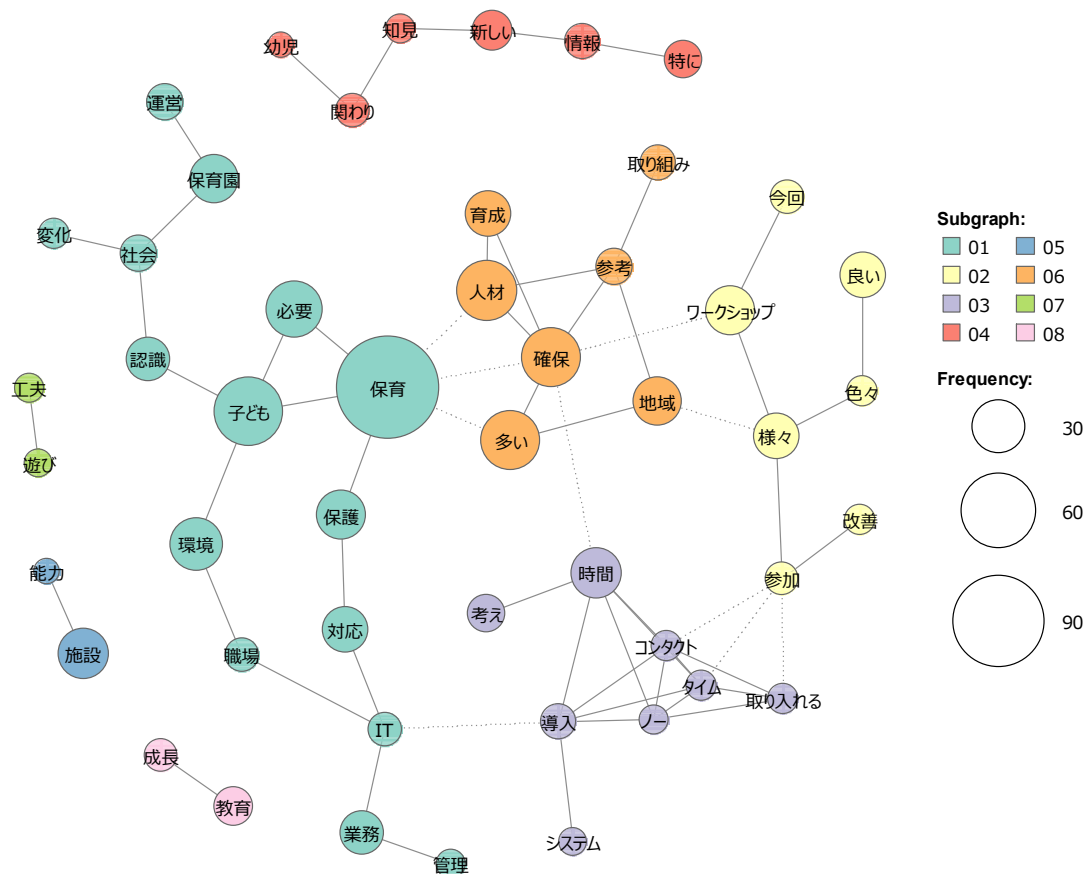 幼児
知見
新しい
情報
特に
関わり
運営
保育園
変化
社会
認識
必要
子ども
保育
育成
人材
取り組み
参考
確保
多い
地域
今回
ワークショップ
良い
色々
様々
改善
参加
工夫
遊び
能力
施設
環境
職場
保護
対応
IT
業務
管理
成長
教育
時間
考え
コンタクト
タイム
取り入れる
導入
ノー
システム
Subgraph:
01
02
03
04
05
06
07
08
Frequency:
30
60
90